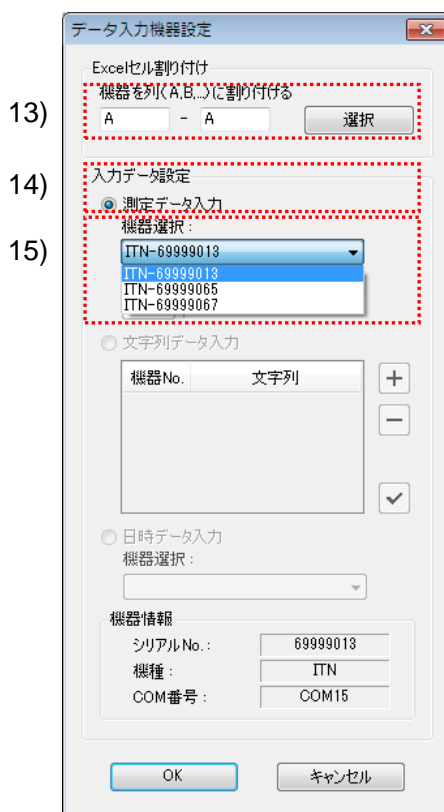 データ入力機器設定
Excelセル割り付け
機器を列(A,B,...)に割り付ける
13)
A - A 選択
14)
入力データ設定
測定データ入力
15)
機器選択：
ITN-69999013
ITN-69999013
ITN-69999065
ITN-69999067
文字列データ入力
機器No. 文字列
+
-
日時データ入力
機器選択：
機器情報
シリアルNo.： 69999013
機種： ITN
COM番号： COM15
OK キャンセル